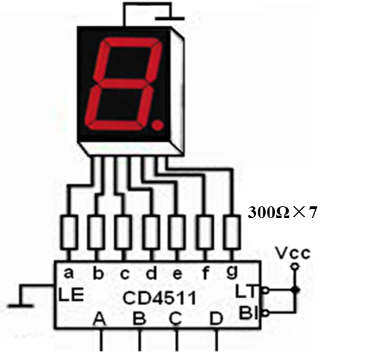 300Ω×7
Vcc
a b c d e f g
LE
CD4511
LT
BI
A B C D